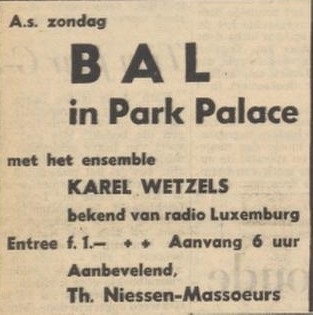 A.s. zondag
BAL
in Park Palace
met het ensemble
KAREL WETZELS
bekend van radio Luxemburg
Entree f. 1.— + + Aanvang 6 uur
Aanbevelend,
Th. Niessen-Massoeurs